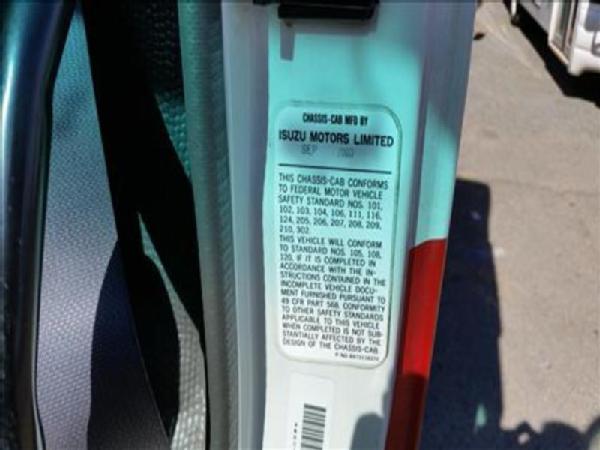 CHASSIS-CAB MFD BY
ISUZU MOTORS LIMITED
SEP 2003
THIS CHASSIS-CAB CONFORMS
TO FEDERAL MOTOR VEHICLE
SAFETY STANDARD NOS. 101,
102, 103, 104, 106, 111, 116,
124, 205, 206, 207, 208, 209,
210, 302.
THIS VEHICLE WILL CONFORM
TO STANDARD NOS. 105, 108,
120, IF IT IS COMPLETED IN
ACCORDANCE WITH THE IN-
STRUCTIONS CONTAINED IN THE
INCOMPLETE VEHICLE DOCU-
MENT FURNISHED PURSUANT TO
49 CFR PART 568. CONFORMITY
TO OTHER SAFETY STANDARDS
APPLICABLE TO THIS VEHICLE
WHEN COMPLETED IS NOT SUB-
STANTIALLY AFFECTED BY THE
DESIGN OF THE CHASSIS-CAB.
P NO.